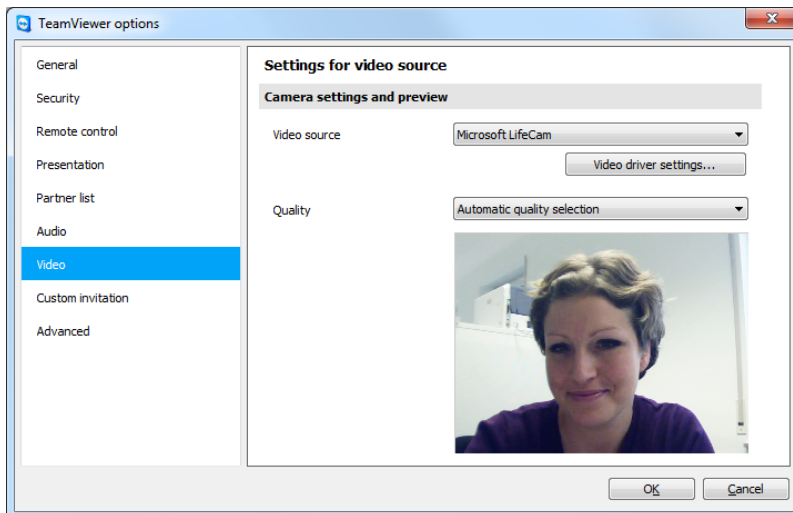 TeamViewer options
General
Security
Remote control
Presentation
Partner list
Audio
Video
Custom invitation
Advanced
Settings for video source
Camera settings and preview
Video source
Microsoft LifeCam
Video driver settings...
Quality
Automatic quality selection
OK
Cancel